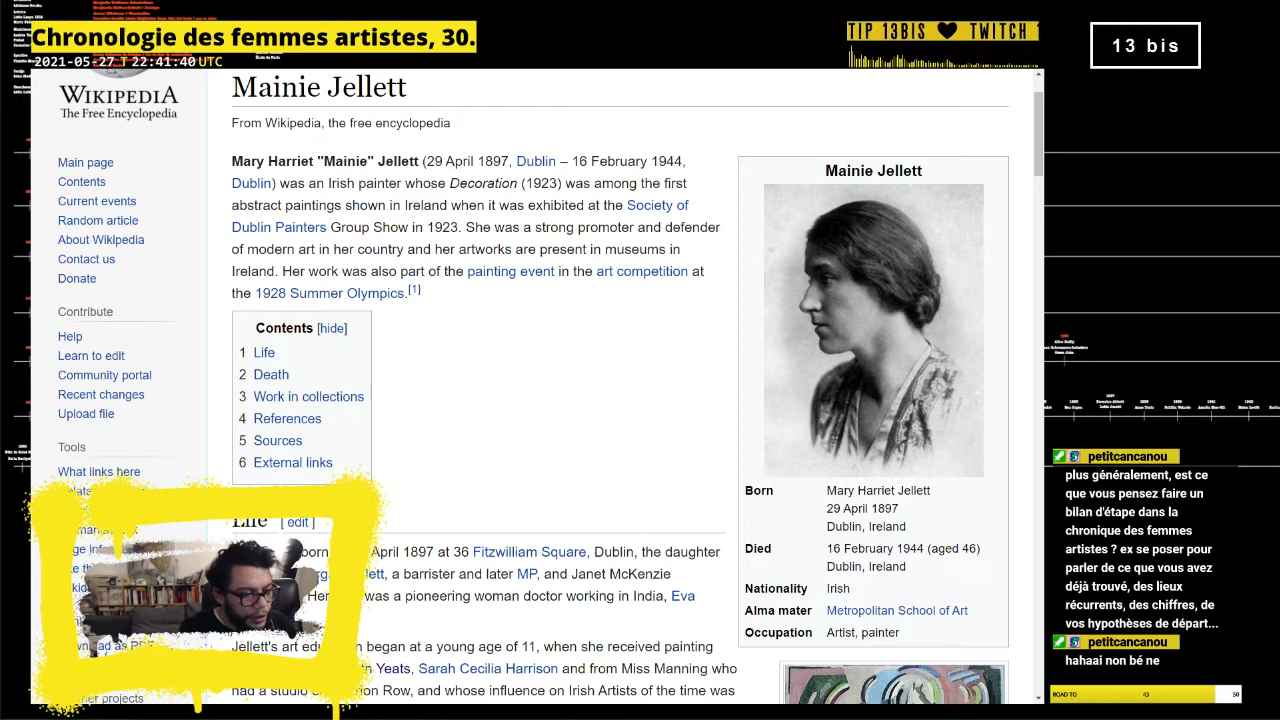 Chronologie des femmes artistes, 30.
2021-05-27 T 22:41:40 UTC
TIP 13BIS TWITCH
13 bis
WIKIPEDIA
The Free Encyclopedia
Main page
Contents
Current events
Random article
About Wikipedia
Contact us
Donate
Contribute
Help
Learn to edit
Community portal
Recent changes
Upload file
Tools
What links here
Mainie Jellett
From Wikipedia, the free encyclopedia
Mary Harriet "Mainie" Jellett (29 April 1897, Dublin – 16 February 1944,
Dublin) was an Irish painter whose Decoration (1923) was among the first
abstract paintings shown in Ireland when it was exhibited at the Society of
Dublin Painters Group Show in 1923. She was a strong promoter and defender
of modern art in her country and her artworks are present in museums in
Ireland. Her work was also part of the painting event in the art competition at
the 1928 Summer Olympics.[1]
Contents [hide]
1 Life
2 Death
3 Work in collections
4 References
5 Sources
6 External links
Life [ edit ]
orn April 1897 at 36 Fitzwilliam Square, Dublin, the daughter
lett, a barrister and later MP, and Janet McKenzie
Her was a pioneering woman doctor working in India, Eva
Jellett's art edu n began at a young age of 11, when she received painting
n Yeats, Sarah Cecilia Harrison and from Miss Manning who
had a studio on Row, and whose influence on Irish Artists of the time was
Mainie Jellett
Born Mary Harriet Jellett
29 April 1897
Dublin, Ireland
Died 16 February 1944 (aged 46)
Dublin, Ireland
Nationality Irish
Alma mater Metropolitan School of Art
Occupation Artist, painter
petitcancanou
plus généralement, est ce
que vous pensez faire un
bilan d'étape dans la
chronique des femmes
artistes ? ex se poser pour
parler de ce que vous avez
déjà trouvé, des lieux
récurrents, des chiffres, de
vos hypothèses de départ...
petitcancanou
hahaai non bé ne
ROAD TO 43 50